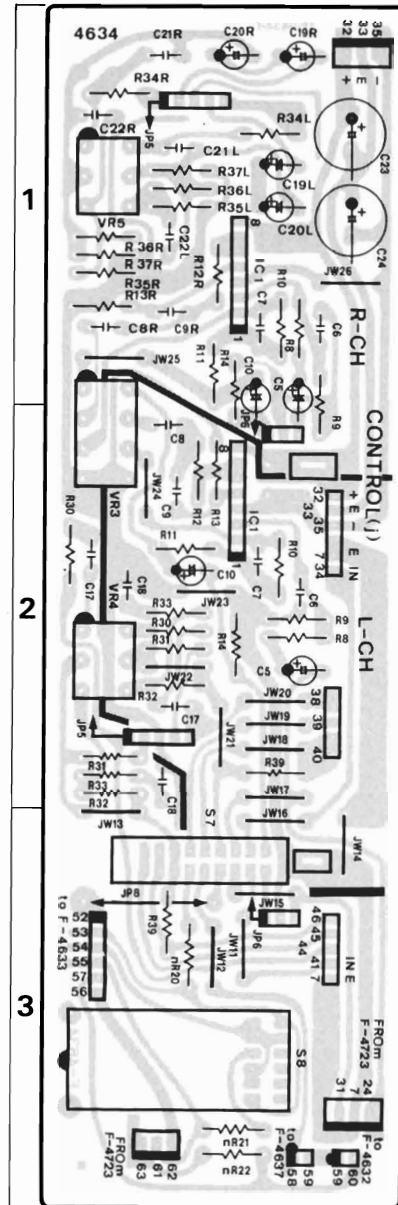 4634
C21R
C20R
C19R
32
33
35
+ E -
R34R
JP5
C22R
C21L
R34L
R37L
R36L
R35L
C19L
C20L
C23
C24
1
VR5
R36R
R37R
R35R
R13R
C22L
R12R
8
IC1
1
JW26
C8R
C9R
C7
R10
R8
C6
R-CH
JW25
R11
R14
C10
C5
R9
JP6
CONTROL(j)
C8
8
VR3
JW24
C9
R12
R13
IC1
1
32
33
35
7
34
+ E - E IN
R30
R11
C10
R10
C17
C18
JW23
C7
C6
2
VR4
R33
R30
R31
R14
R9
R8
L-CH
JW22
C5
R32
C17
JP5
JW21
JW20
JW19
JW18
38
39
40
R31
R33
R32
C18
R39
JW17
JW13
S7
JW16
JW14
JP8
R39
JW15
to
F-4633
52
53
54
55
57
56
nR20
JW12
JW11
JP6
44
46
45
41
7
IN E
3
S8
FROm
F-4723
24
7
31
FROm
F-4723
62
61
63
nR21
nR22
to
F-4637
59
58
to
F-4632
60
59